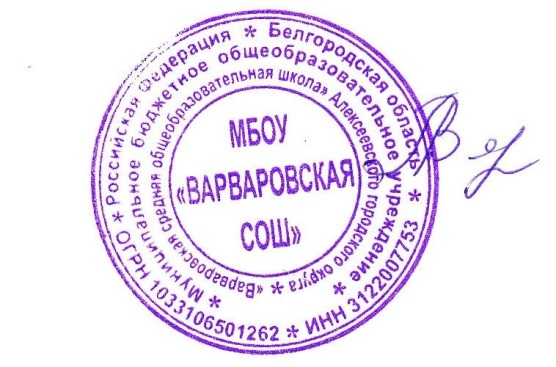 * Российская Федерация * Белгородская область * ИНН 3122007753 * ОГРН 1033106501262
* Муниципальное бюджетное общеобразовательное учреждение *
* «Варваровская средняя общеобразовательная школа» Алексеевского городского округа *
МБОУ
«ВАРВАРОВСКАЯ
СОШ»